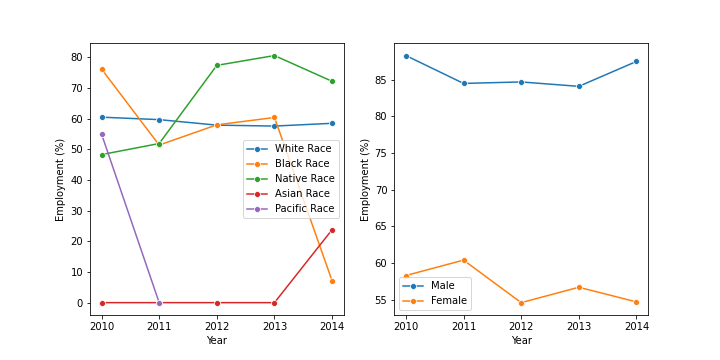 80
70
60
50
40
30
20
10
0
Employment (%)
2010 2011 2012 2013 2014
Year
White Race
Black Race
Native Race
Asian Race
Pacific Race
85
80
75
70
65
60
55
Employment (%)
2010 2011 2012 2013 2014
Year
Male
Female